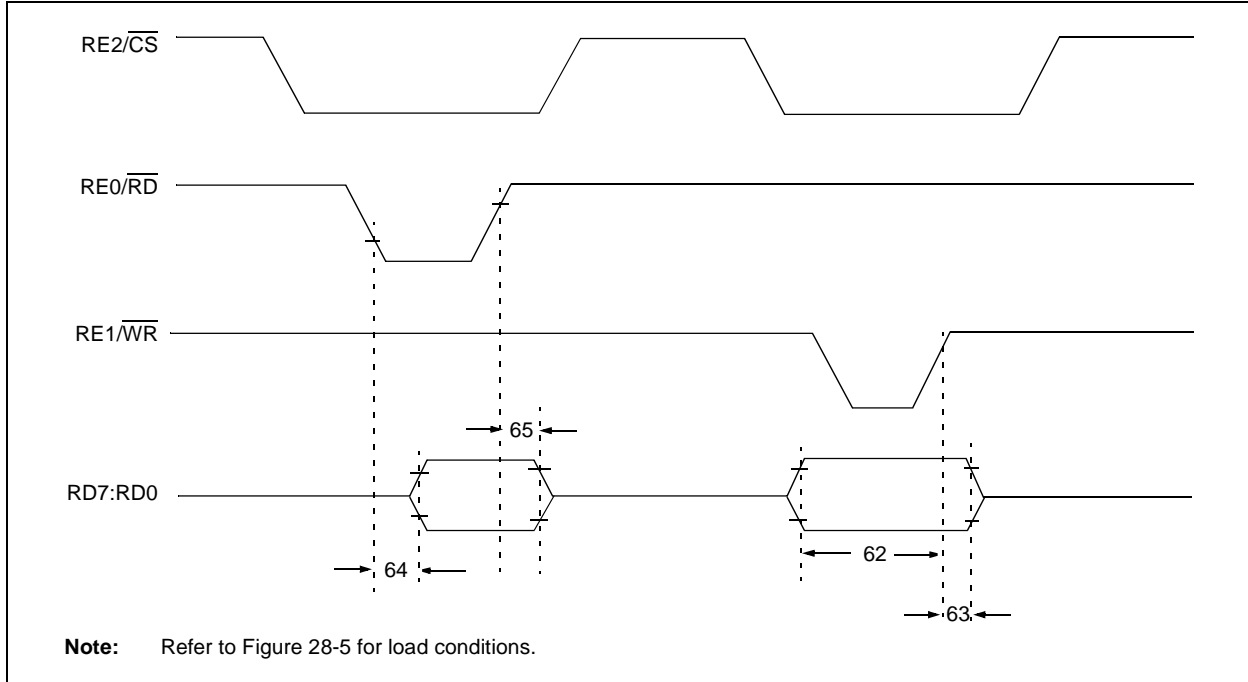 RE2/CS
RE0/RD
RE1/WR
65
RD7:RD0
62
64
63
Note: Refer to Figure 28-5 for load conditions.